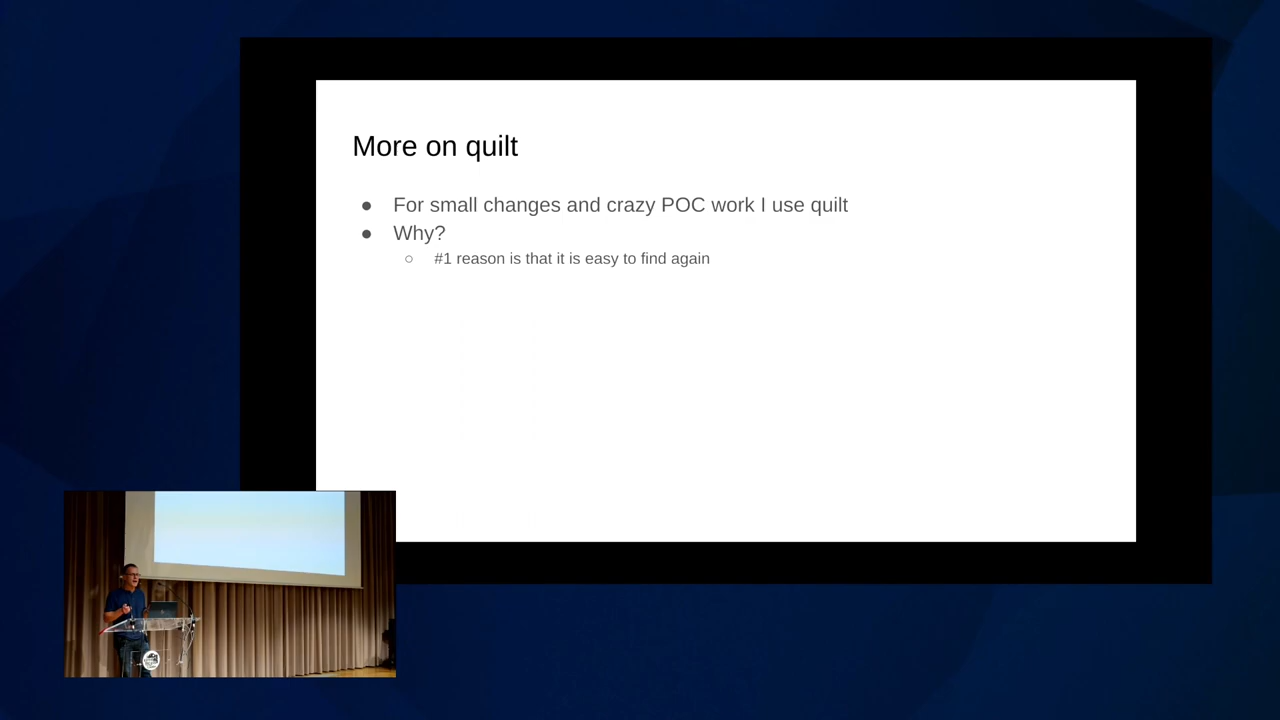 More on quilt
● For small changes and crazy POC work I use quilt
● Why?
○ #1 reason is that it is easy to find again